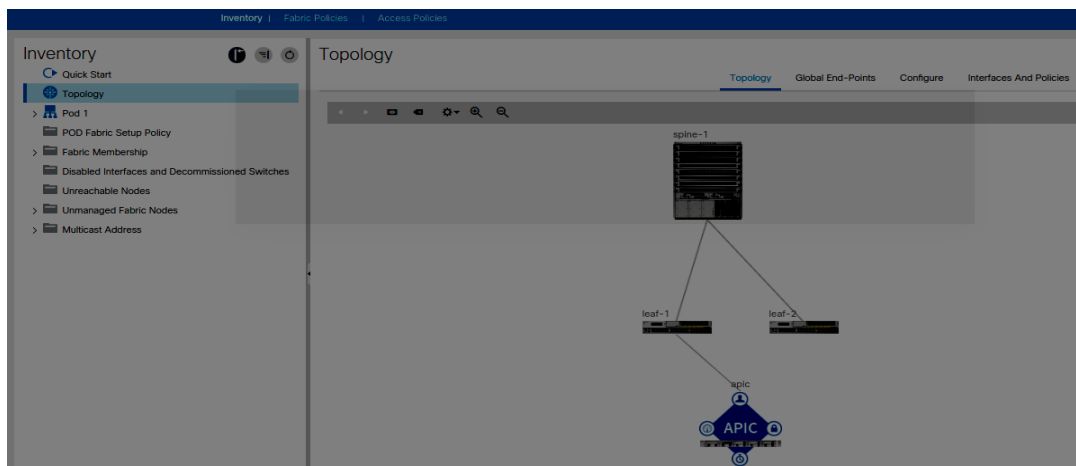 Inventory | Fabric Policies | Access Policies
Inventory
Quick Start
Topology
Pod 1
POD Fabric Setup Policy
Fabric Membership
Disabled Interfaces and Decommissioned Switches
Unreachable Nodes
Unmanaged Fabric Nodes
Multicast Address
Topology
Topology Global End-Points Configure Interfaces And Policies
spine-1
leaf-1 leaf-2
apic
APIC